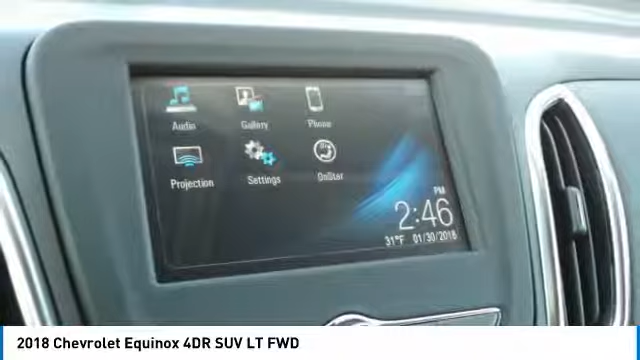 Audio Gallery Phone
Projection Settings OnStar
PM
2:46
31°F 01/30/2018
2018 Chevrolet Equinox 4DR SUV LT FWD